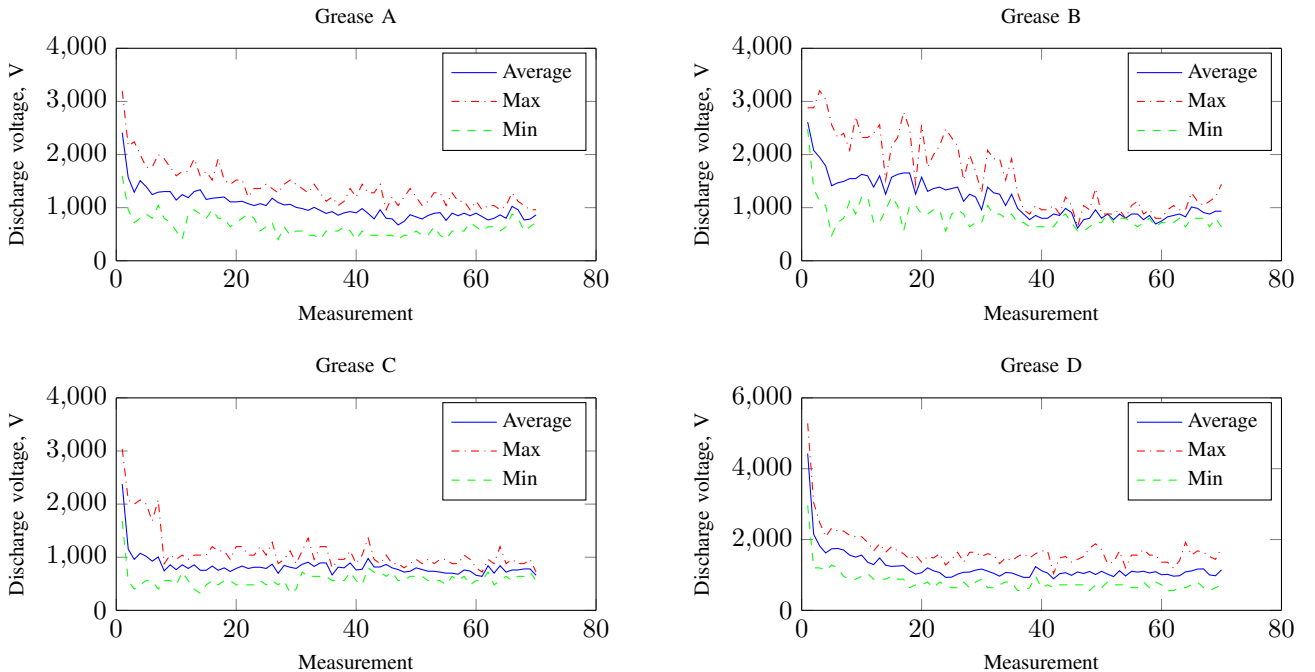 Grease A
Discharge voltage, V
4,000
3,000
2,000
1,000
0
0 20 40 60 80
Measurement
Average
Max
Min
Grease B
Discharge voltage, V
4,000
3,000
2,000
1,000
0
0 20 40 60 80
Measurement
Average
Max
Min
Grease C
Discharge voltage, V
4,000
3,000
2,000
1,000
0
0 20 40 60 80
Measurement
Average
Max
Min
Grease D
Discharge voltage, V
6,000
4,000
2,000
0
0 20 40 60 80
Measurement
Average
Max
Min